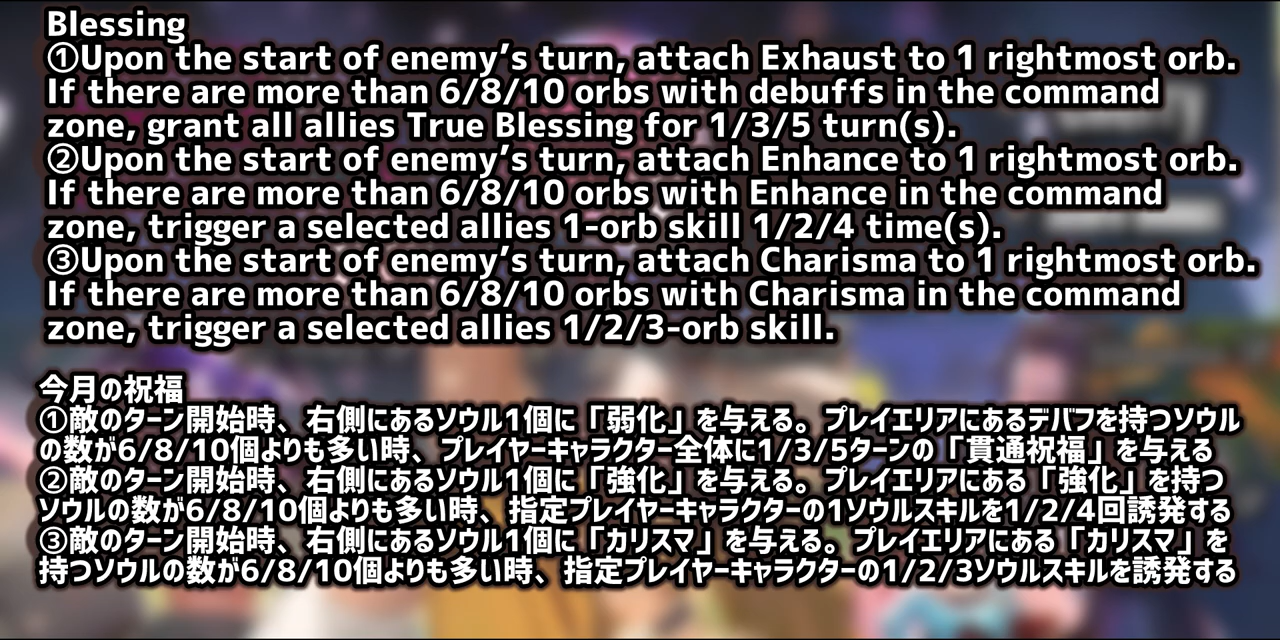 Blessing
①Upon the start of enemy’s turn, attach Exhaust to 1 rightmost orb.
If there are more than 6/8/10 orbs with debuffs in the command
zone, grant all allies True Blessing for 1/3/5 turn(s).
②Upon the start of enemy’s turn, attach Enhance to 1 rightmost orb.
If there are more than 6/8/10 orbs with Enhance in the command
zone, trigger a selected allies 1-orb skill 1/2/4 time(s).
③Upon the start of enemy’s turn, attach Charisma to 1 rightmost orb.
If there are more than 6/8/10 orbs with Charisma in the command
zone, trigger a selected allies 1/2/3-orb skill.
今月の祝福
①敵のターン開始時、右側にあるソウル1個に「弱化」を与える。プレイエリアにあるデバフを持つソウル
の数が6/8/10個よりも多い時、プレイヤーキャラクター全体に1/3/5ターンの「貫通祝福」を与える
②敵のターン開始時、右側にあるソウル1個に「強化」を与える。プレイエリアにある「強化」を持つ
ソウルの数が6/8/10個よりも多い時、指定プレイヤーキャラクターの1ソウルスキルを1/2/4回誘発する
③敵のターン開始時、右側にあるソウル1個に「カリスマ」を与える。プレイエリアにある「カリスマ」を
持つソウルの数が6/8/10個よりも多い時、指定プレイヤーキャラクターの1/2/3ソウルスキルを誘発する